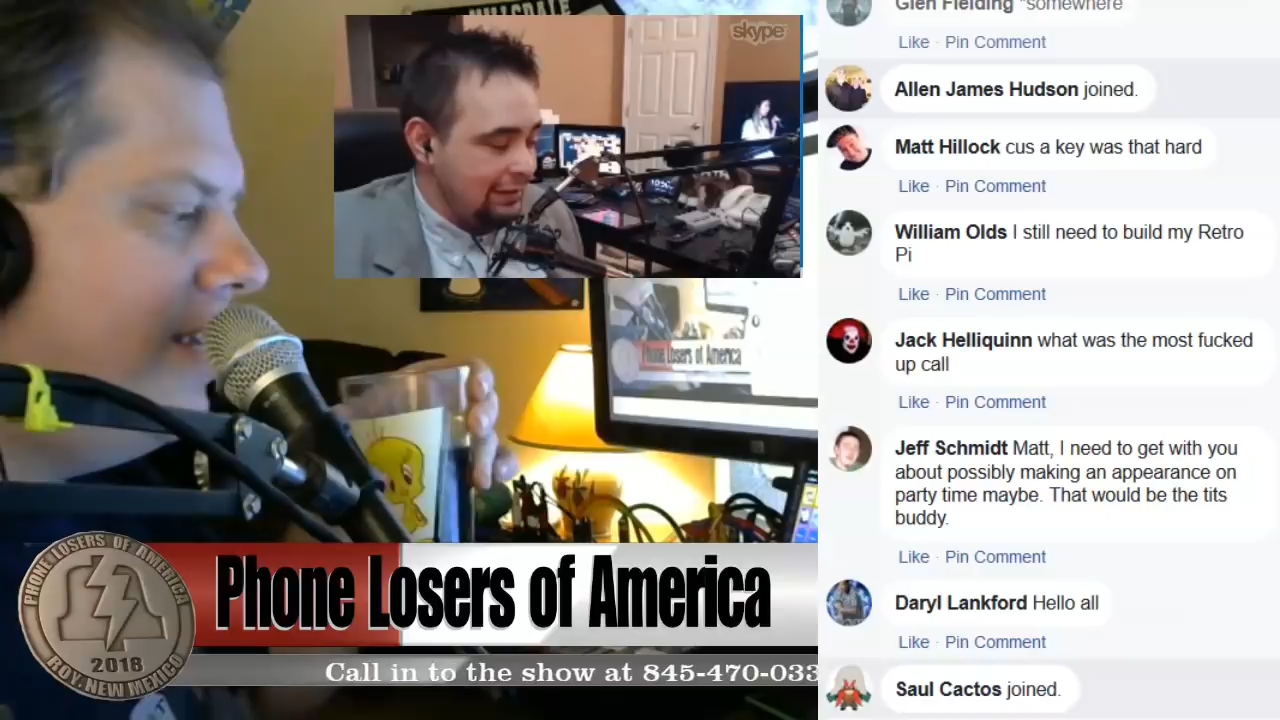 HILLSDALE
skype
Phone Losers of America
PHONE LOSERS OF AMERICA
2018
ROY, NEW MEXICO
Phone Losers of America
Call in to the show at 845-470-033
Glen Fielding *somewhere
Like · Pin Comment
Allen James Hudson joined.
Matt Hillock cus a key was that hard
Like · Pin Comment
William Olds I still need to build my Retro
Pi
Like · Pin Comment
Jack Helliquinn what was the most fucked
up call
Like · Pin Comment
Jeff Schmidt Matt, I need to get with you
about possibly making an appearance on
party time maybe. That would be the tits
buddy.
Like · Pin Comment
Daryl Lankford Hello all
Like · Pin Comment
Saul Cactos joined.